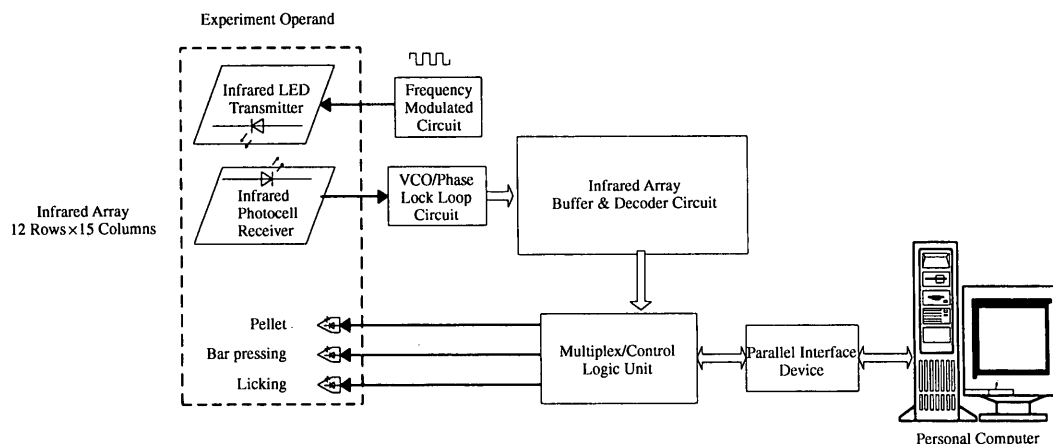 Experiment Operand
Infrared LED
Transmitter
Frequency
Modulated
Circuit
Infrared
Photocell
Receiver
VCO/Phase
Lock Loop
Circuit
Infrared Array
Buffer & Decoder Circuit
Infrared Array
12 Rows×15 Columns
Pellet
Bar pressing
Licking
Multiplex/Control
Logic Unit
Parallel Interface
Device
Personal Computer